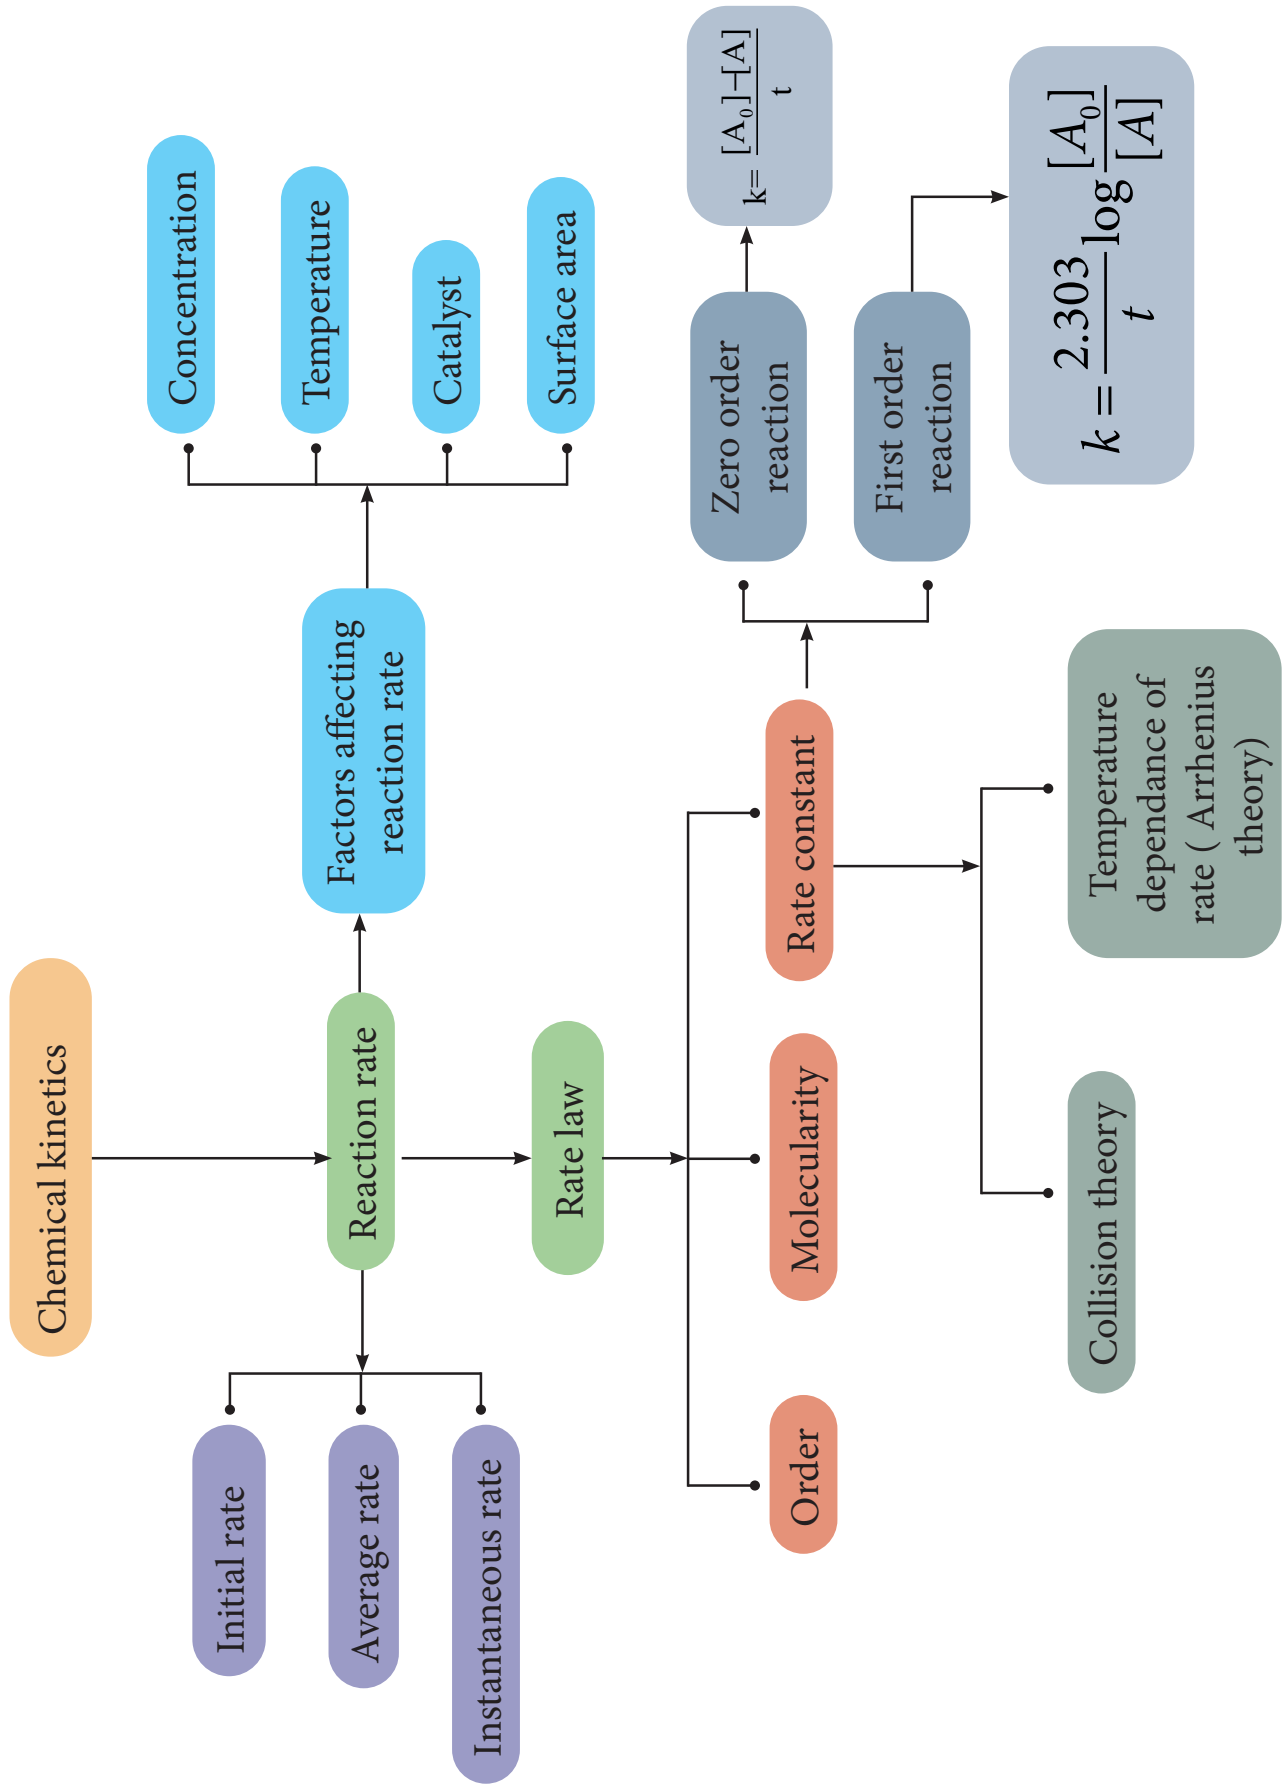 Chemical kinetics
Initial rate
Average rate
Instantaneous rate
Reaction rate
Factors affecting
reaction rate
Concentration
Temperature
Catalyst
Surface area
Rate law
Order
Molecularity
Rate constant
Zero order
reaction
k= [A₀]−[A] / t
First order
reaction
k = 2.303 / t log [A₀] / [A]
Collision theory
Temperature
dependance of
rate ( Arrhenius
theory)